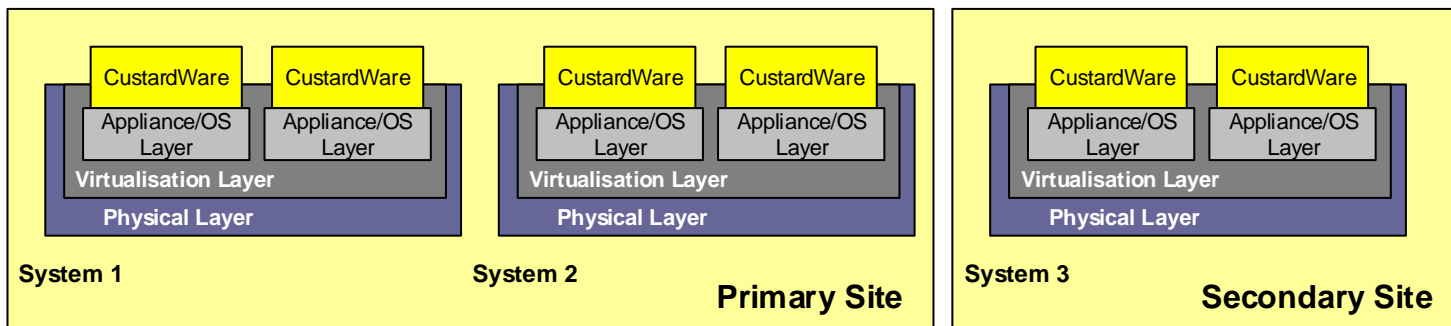 CustardWare
CustardWare
Appliance/OS
Layer
Appliance/OS
Layer
Virtualisation Layer
Physical Layer
System 1
CustardWare
CustardWare
Appliance/OS
Layer
Appliance/OS
Layer
Virtualisation Layer
Physical Layer
System 2
Primary Site
CustardWare
CustardWare
Appliance/OS
Layer
Appliance/OS
Layer
Virtualisation Layer
Physical Layer
System 3
Secondary Site